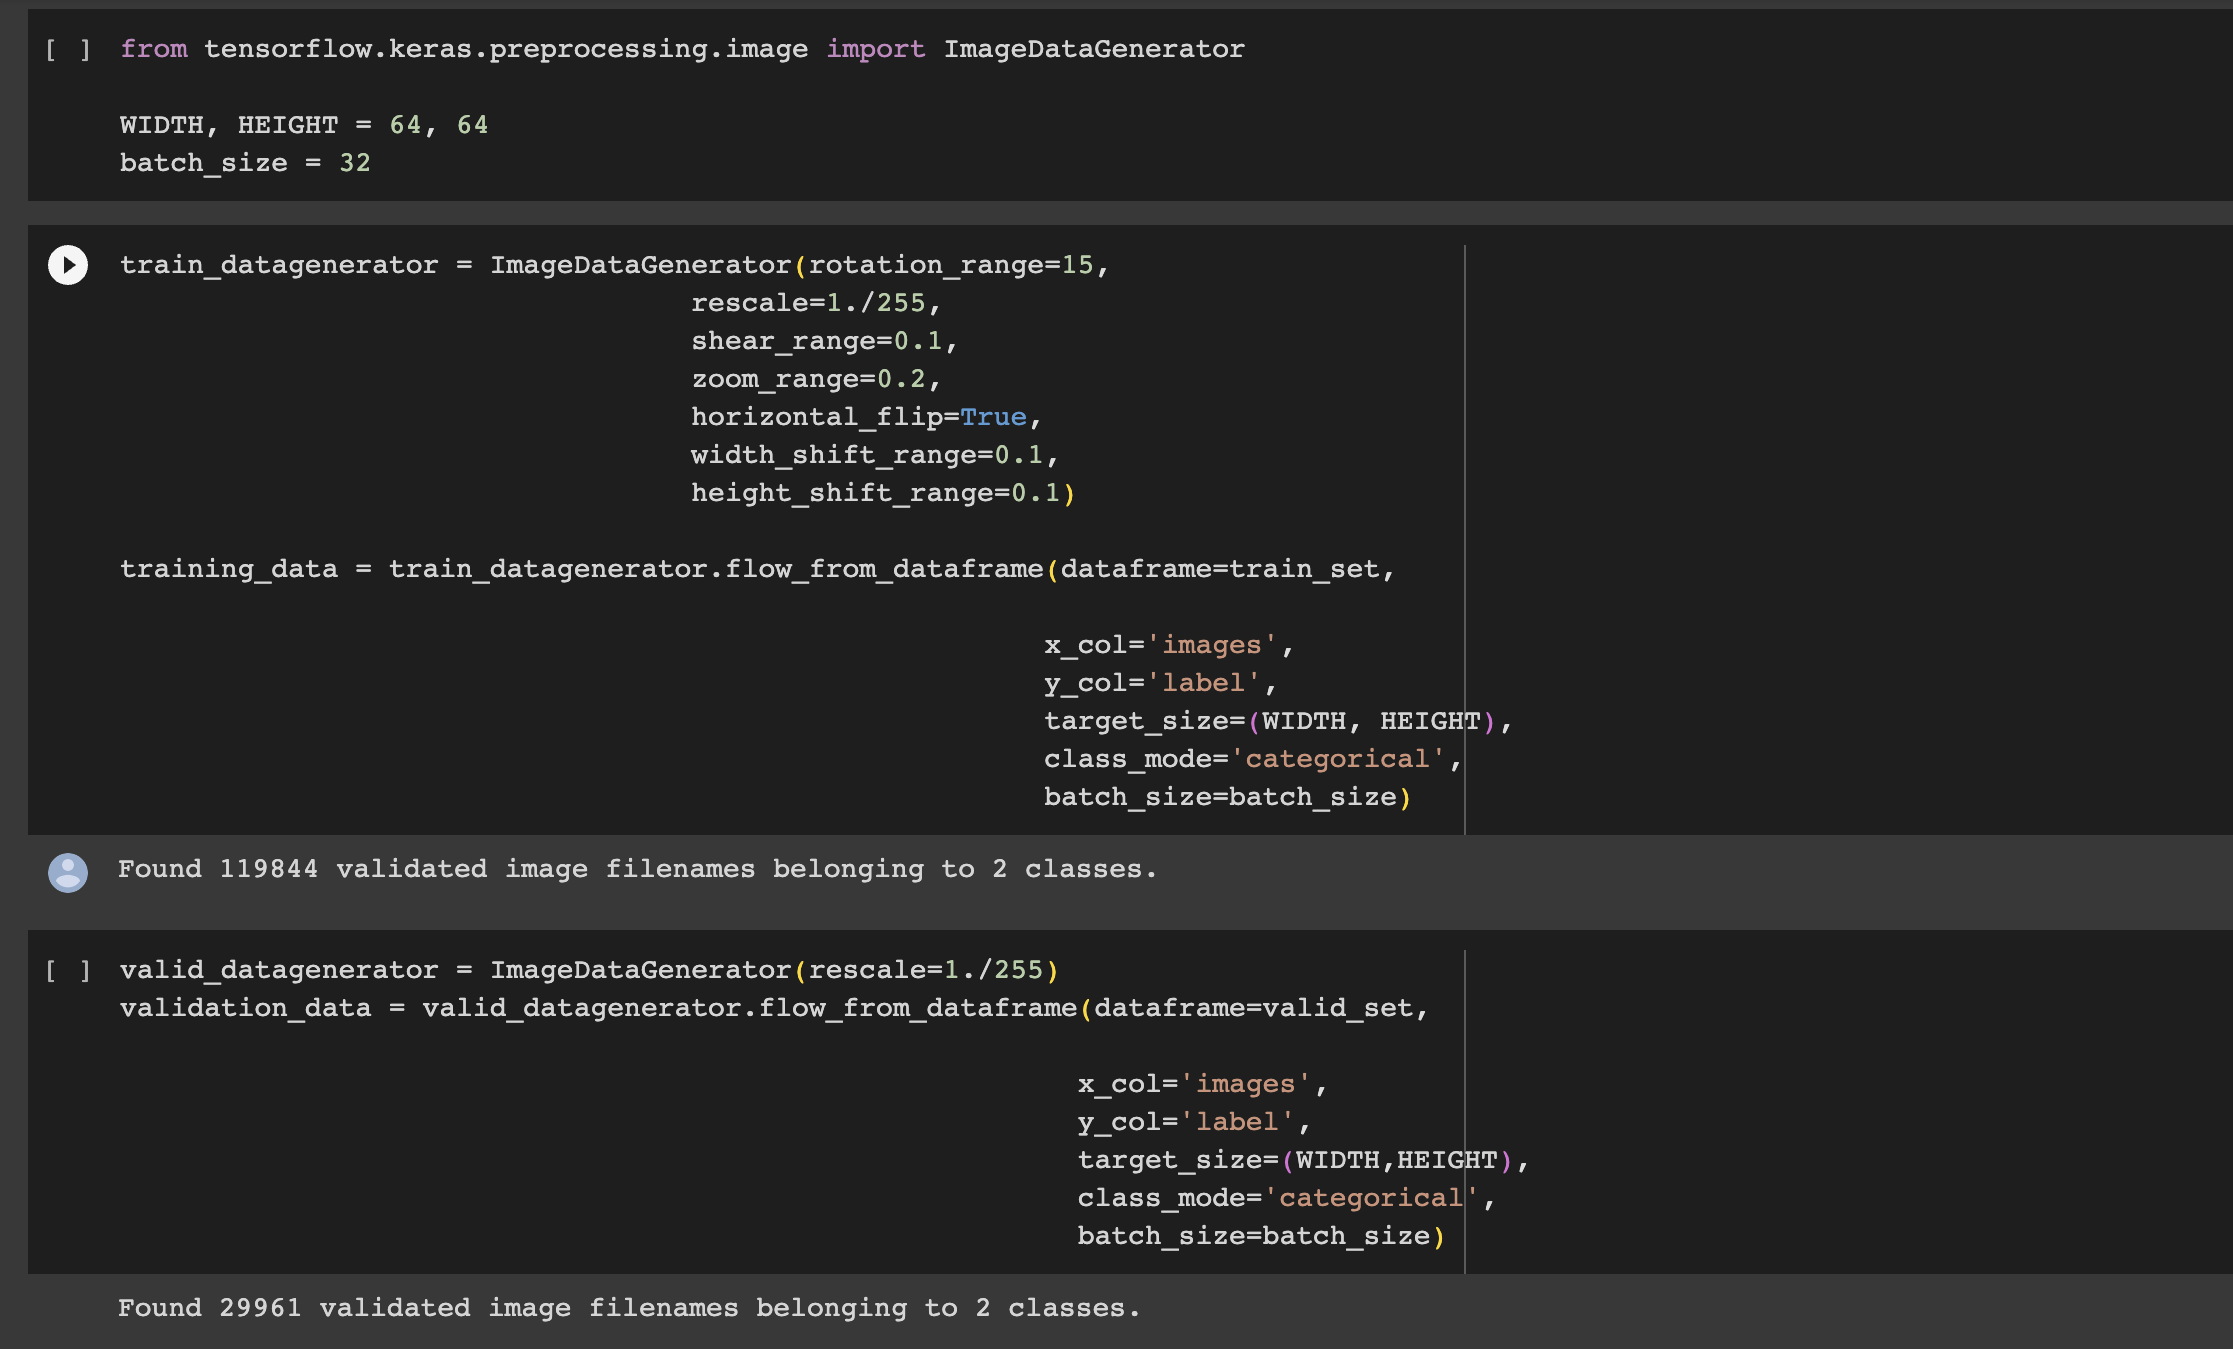 [ ] from tensorflow.keras.preprocessing.image import ImageDataGenerator
WIDTH, HEIGHT = 64, 64
batch_size = 32
train_datagenerator = ImageDataGenerator(rotation_range=15,
rescale=1./255,
shear_range=0.1,
zoom_range=0.2,
horizontal_flip=True,
width_shift_range=0.1,
height_shift_range=0.1)
training_data = train_datagenerator.flow_from_dataframe(dataframe=train_set,
x_col='images',
y_col='label',
target_size=(WIDTH, HEIGHT),
class_mode='categorical',
batch_size=batch_size)
Found 119844 validated image filenames belonging to 2 classes.
[ ] valid_datagenerator = ImageDataGenerator(rescale=1./255)
validation_data = valid_datagenerator.flow_from_dataframe(dataframe=valid_set,
x_col='images',
y_col='label',
target_size=(WIDTH,HEIGHT),
class_mode='categorical',
batch_size=batch_size)
Found 29961 validated image filenames belonging to 2 classes.